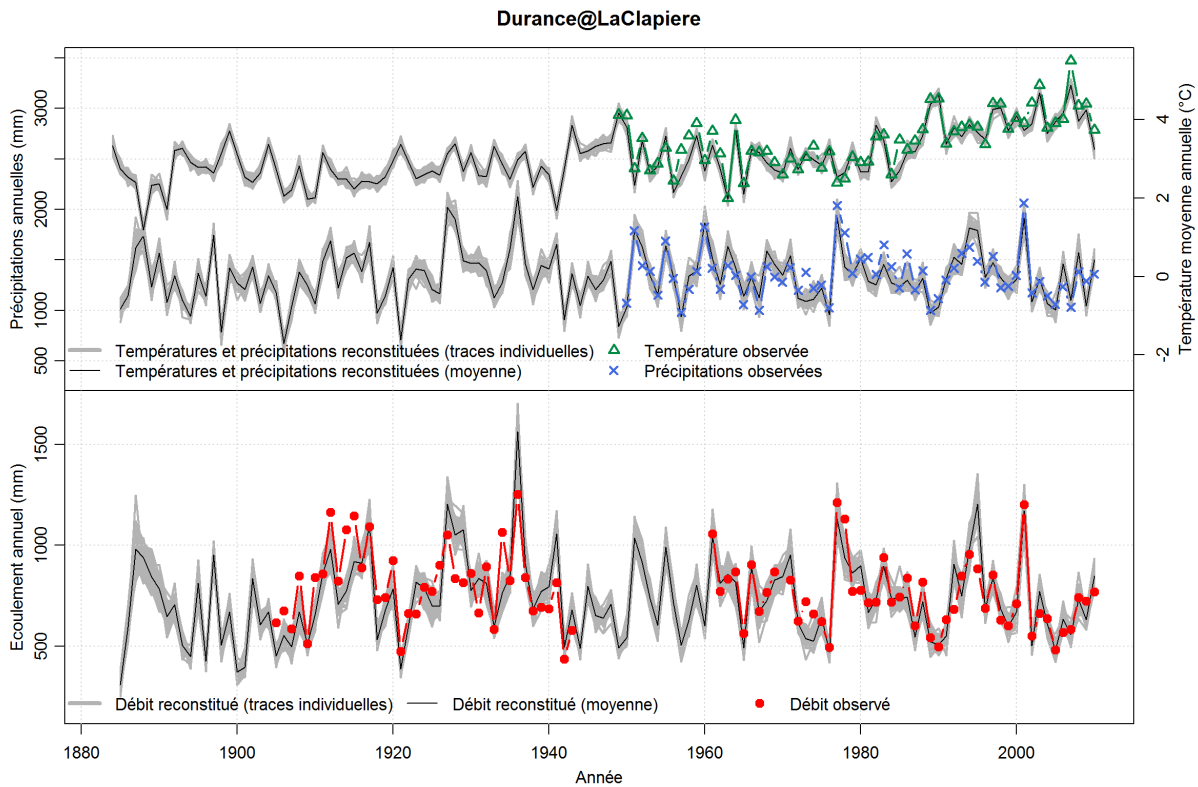 Durance@LaClapiere
Précipitations annuelles (mm)
500 1000 1500 2000 3000
Température moyenne annuelle (°C)
-2 0 2 4
Températures et précipitations reconstituées (traces individuelles) Température observée
Températures et précipitations reconstituées (moyenne) Précipitations observées
Ecoulement annuel (mm)
500 1000 1500
Débit reconstitué (traces individuelles) Débit reconstitué (moyenne) Débit observé
1880 1900 1920 1940 1960 1980 2000
Année